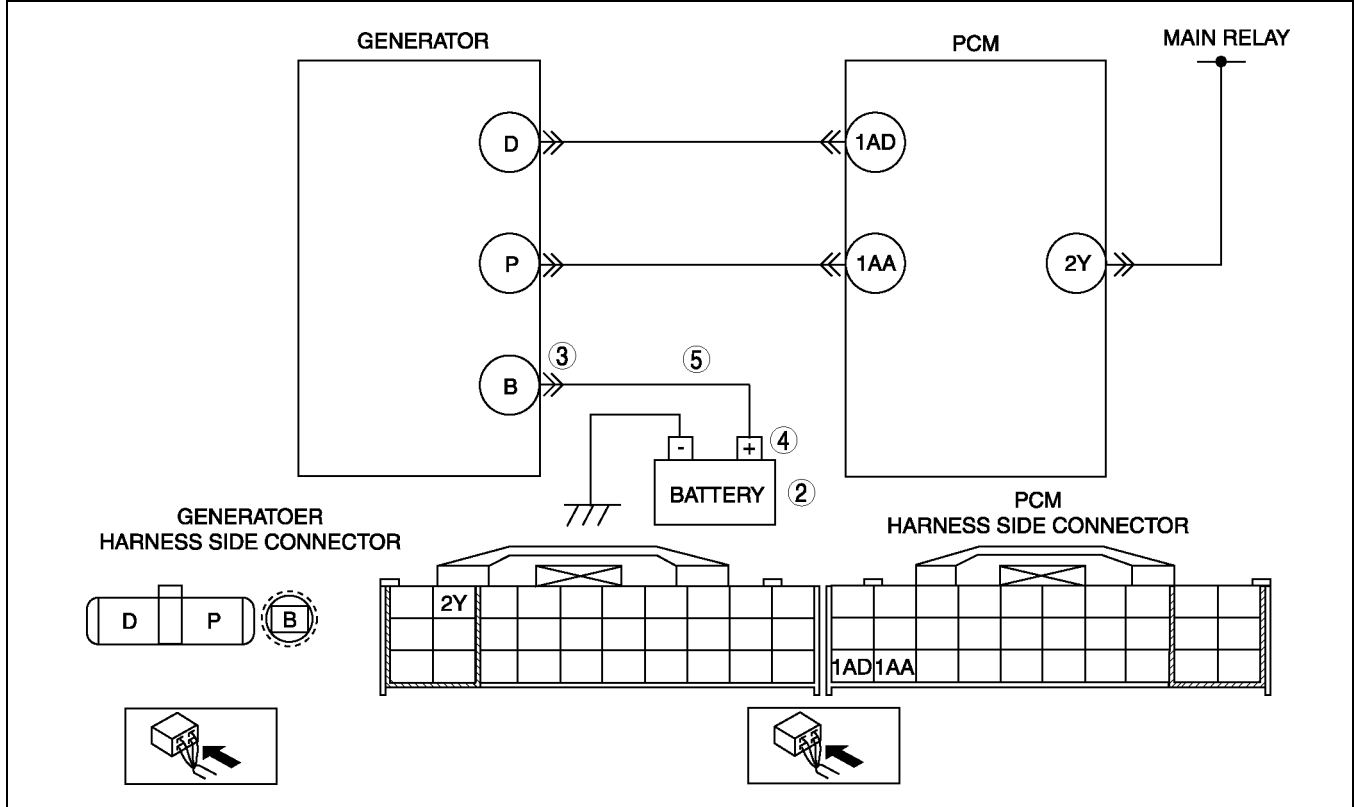 GENERATOR
PCM
MAIN RELAY
D
1AD
P
1AA
2Y
B
③
⑤
- +
④
BATTERY
②
GENERATOER
HARNESS SIDE CONNECTOR
PCM
HARNESS SIDE CONNECTOR
D P B
2Y
1AD 1AA